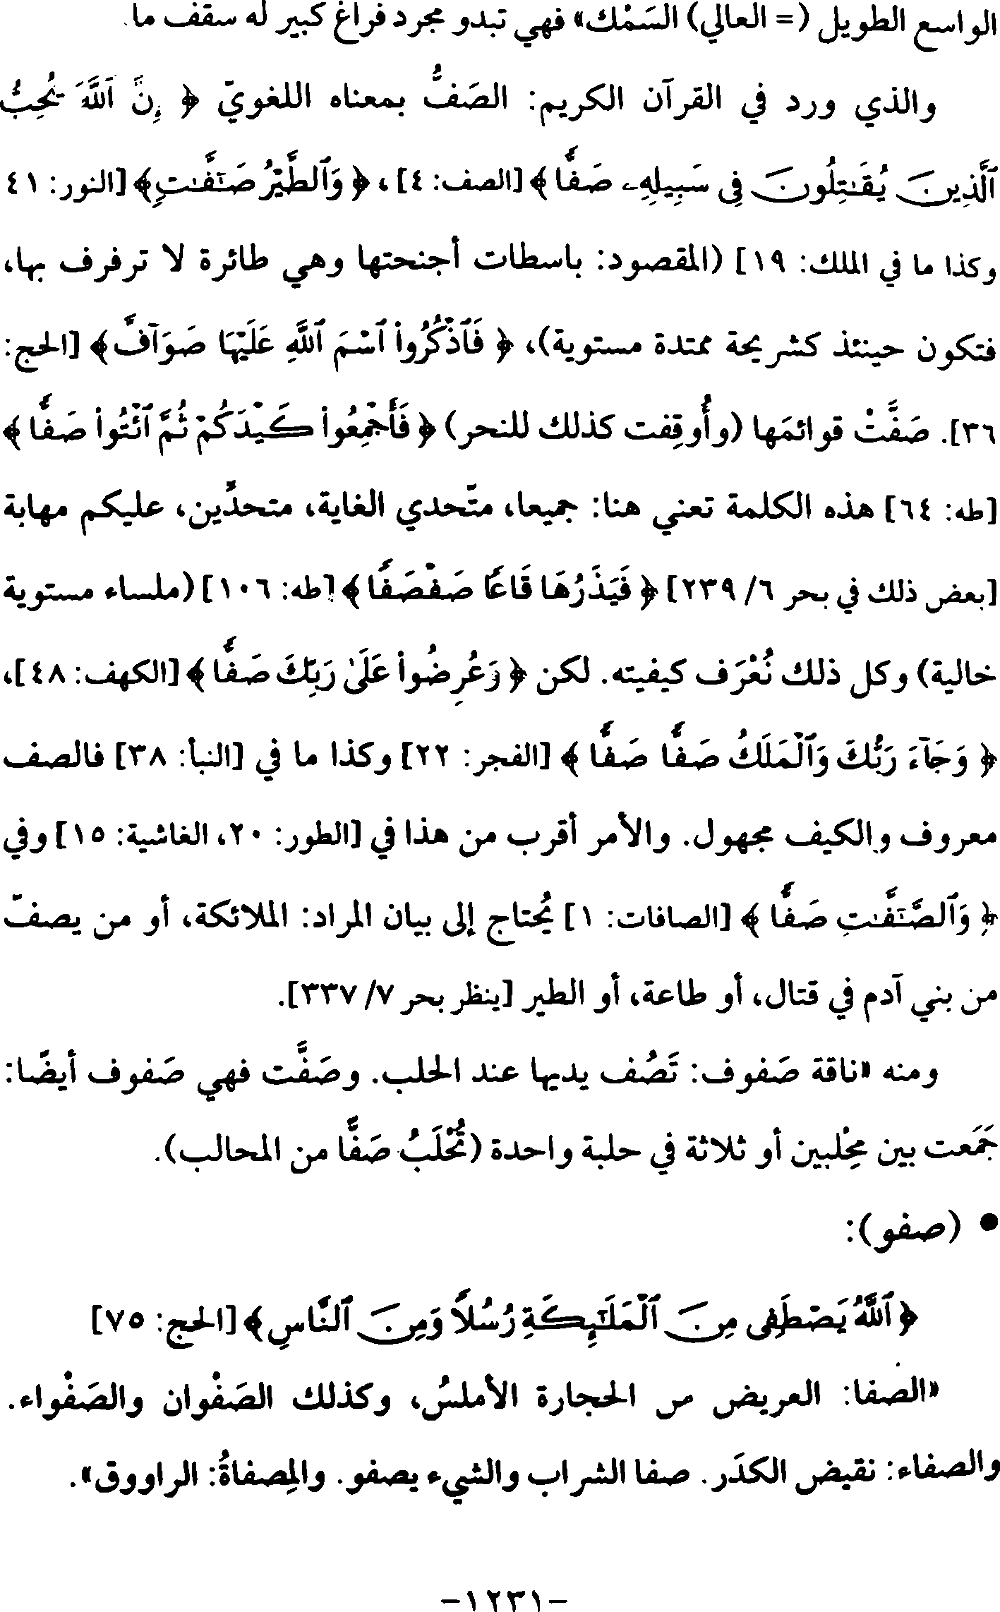 الواسع الطويل (= العالي) السَمْك» فهي تبدو مجرد فراغ كبير له سقف ما.
والذي ورد في القرآن الكريم: الصَفُّ بمعناه اللغويّ ﴿ إِنَّ ٱللَّهَ يُحِبُّ
ٱلَّذِينَ يُقَـٰتِلُونَ فِى سَبِيلِهِۦ صَفًّا ﴾ [الصف: ٤]، ﴿ وَٱلطَّيْرُ صَـٰٓفَّـٰتٍ﴾ [النور: ٤١
وكذا ما في الملك: ١٩] (المقصود: باسطات أجنحتها وهي طائرة لا ترفرف بها،
فتكون حينئذ كشريحة ممتدة مستوية)، ﴿ فَٱذْكُرُوا۟ ٱسْمَ ٱللَّهِ عَلَيْهَا صَوَآفَّ﴾ [الحج:
٣٦]. صَفَّتْ قوائمَها (وأُوقِفت كذلك للنحر) ﴿ فَأَجْمِعُوا۟ كَيْدَكُمْ ثُمَّ ٱئْتُوا۟ صَفًّا ﴾
[طه: ٦٤] هذه الكلمة تعني هنا: جميعا، متّحدي الغاية، متحدِّين، عليكم مهابة
[بعض ذلك في بحر ٦/ ٢٣٩] ﴿ فَيَذَرُهَا قَاعًا صَفْصَفًا ﴾ [طه: ١٠٦] (ملساء مستوية
خالية) وكل ذلك تُعْرَف كيفيته. لكن ﴿ وَعُرِضُوا۟ عَلَىٰ رَبِّكَ صَفًّا ﴾ [الكهف: ٤٨]،
﴿ وَجَآءَ رَبُّكَ وَٱلْمَلَكُ صَفًّا صَفًّا ﴾ [الفجر: ٢٢] وكذا ما في [النبأ: ٣٨] فالصف
معروف والكيف مجهول. والأمر أقرب من هذا في [الطور: ٢٠، الغاشية: ١٥] وفي
﴿ وَٱلصَّـٰٓفَّـٰتِ صَفًّا ﴾ [الصافات: ١] يُحتاج إلى بيان المراد: الملائكة، أو من يصفّ
من بني آدم في قتال، أو طاعة، أو الطير [ينظر بحر ٧/ ٣٣٧].
ومنه «ناقة صَفوف: تَصُف يديها عند الحلب. وصَفَّت فهي صَفوف أيضًا:
جَمَعت بين مِحْلبين أو ثلاثة في حلبة واحدة (تُحْلَبُ صَفًّا من المحالب).
• (صفو):
﴿ ٱللَّهُ يَصْطَفِى مِنَ ٱلْمَلَـٰٓئِكَةِ رُسُلًا وَمِنَ ٱلنَّاسِ﴾ [الحج: ٧٥]
«الصفا: العريض من الحجارة الأملسُ، وكذلك الصَفْوان والصَفْواء.
والصفاء: نقيض الكدَر. صفا الشراب والشيء يصفو. والمِصفاةُ: الراووق».
-١٢٣١-